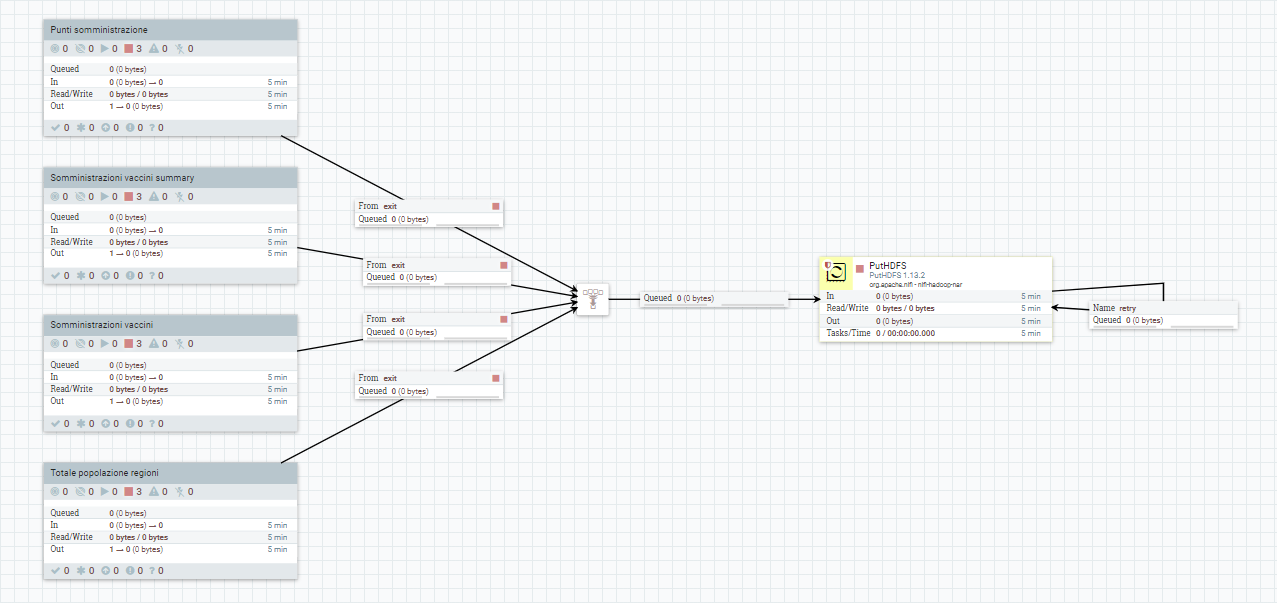 Punti somministrazione
0 0 0 3 0 0
Queued 0 (0 bytes)
In 0 (0 bytes) → 0 5 min
Read/Write 0 bytes / 0 bytes 5 min
Out 1 → 0 (0 bytes) 5 min
0 0 0 0 ? 0
Somministrazioni vaccini summary
0 0 0 3 0 0
Queued 0 (0 bytes)
In 0 (0 bytes) → 0 5 min
Read/Write 0 bytes / 0 bytes 5 min
Out 1 → 0 (0 bytes) 5 min
0 0 0 0 ? 0
Somministrazioni vaccini
0 0 0 3 0 0
Queued 0 (0 bytes)
In 0 (0 bytes) → 0 5 min
Read/Write 0 bytes / 0 bytes 5 min
Out 1 → 0 (0 bytes) 5 min
0 0 0 0 ? 0
Totale popolazione regioni
0 0 0 3 0 0
Queued 0 (0 bytes)
In 0 (0 bytes) → 0 5 min
Read/Write 0 bytes / 0 bytes 5 min
Out 1 → 0 (0 bytes) 5 min
0 0 0 0 ? 0
From exit
Queued 0 (0 bytes)
From exit
Queued 0 (0 bytes)
From exit
Queued 0 (0 bytes)
From exit
Queued 0 (0 bytes)
Queued 0 (0 bytes)
PutHDFS
PutHDFS 1.13.2
org.apache.nifi - nifi-hadoop-nar
In 0 (0 bytes) 5 min
Read/Write 0 bytes / 0 bytes 5 min
Out 0 (0 bytes) 5 min
Tasks/Time 0 / 00:00:00.000 5 min
Name retry
Queued 0 (0 bytes)